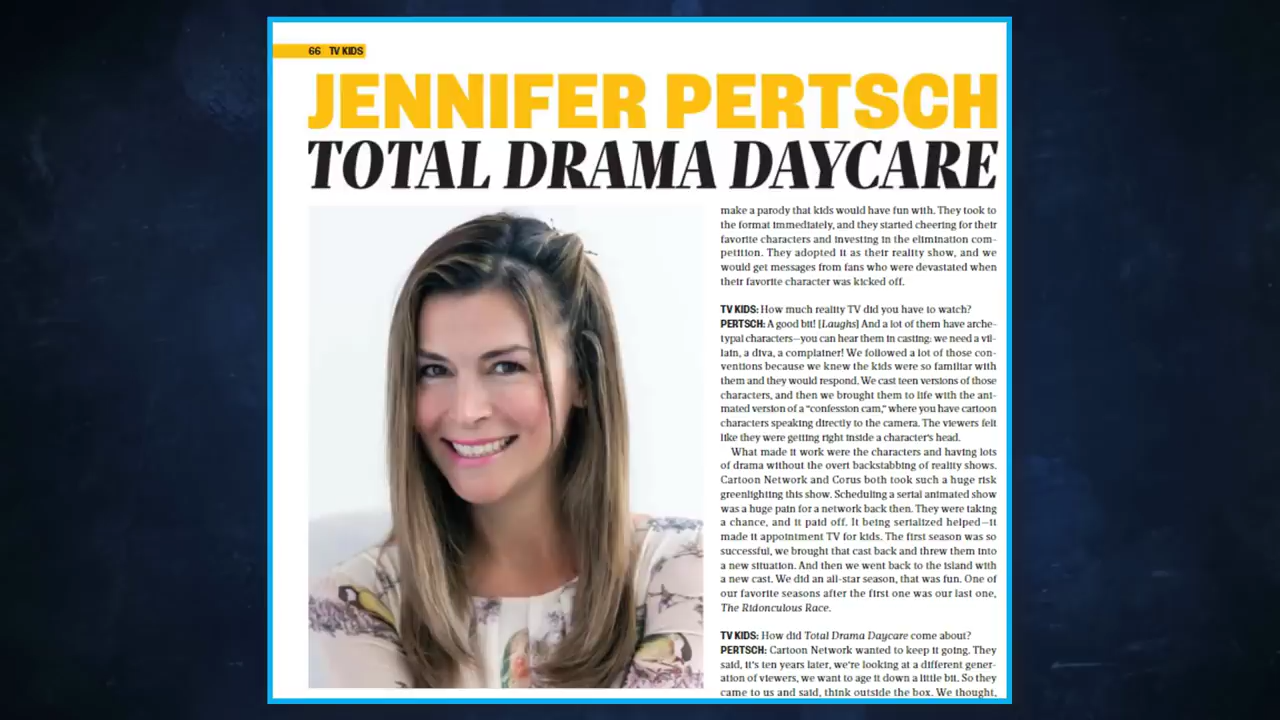 66 TV KIDS
JENNIFER PERTSCH
TOTAL DRAMA DAYCARE
make a parody that kids would have fun with. They took to
the format immediately, and they started cheering for their
favorite characters and investing in the elimination com-
petition. They adopted it as their reality show, and we
would get messages from fans who were devastated when
their favorite character was kicked off.
TV KIDS: How much reality TV did you have to watch?
PERTSCH: A good bit! [Laughs] And a lot of them have arche-
typal characters—you can hear them in casting: we need a vil-
lain, a diva, a complainer! We followed a lot of those con-
ventions because we knew the kids were so familiar with
them and they would respond. We cast teen versions of those
characters, and then we brought them to life with the ani-
mated version of a “confession cam,” where you have cartoon
characters speaking directly to the camera. The viewers felt
like they were getting right inside a character’s head.
What made it work were the characters and having lots
of drama without the overt backstabbing of reality shows.
Cartoon Network and Corus both took such a huge risk
greenlighting this show. Scheduling a serial animated show
was a huge pain for a network back then. They were taking
a chance, and it paid off. It being serialized helped—it
made it appointment TV for kids. The first season was so
successful, we brought that cast back and threw them into
a new situation. And then we went back to the island with
a new cast. We did an all-star season, that was fun. One of
our favorite seasons after the first one was our last one,
The Ridonculous Race.
TV KIDS: How did Total Drama Daycare come about?
PERTSCH: Cartoon Network wanted to keep it going. They
said, it’s ten years later, we’re looking at a different gener-
ation of viewers, we want to age it down a little bit. So they
came to us and said, think outside the box. We thought,